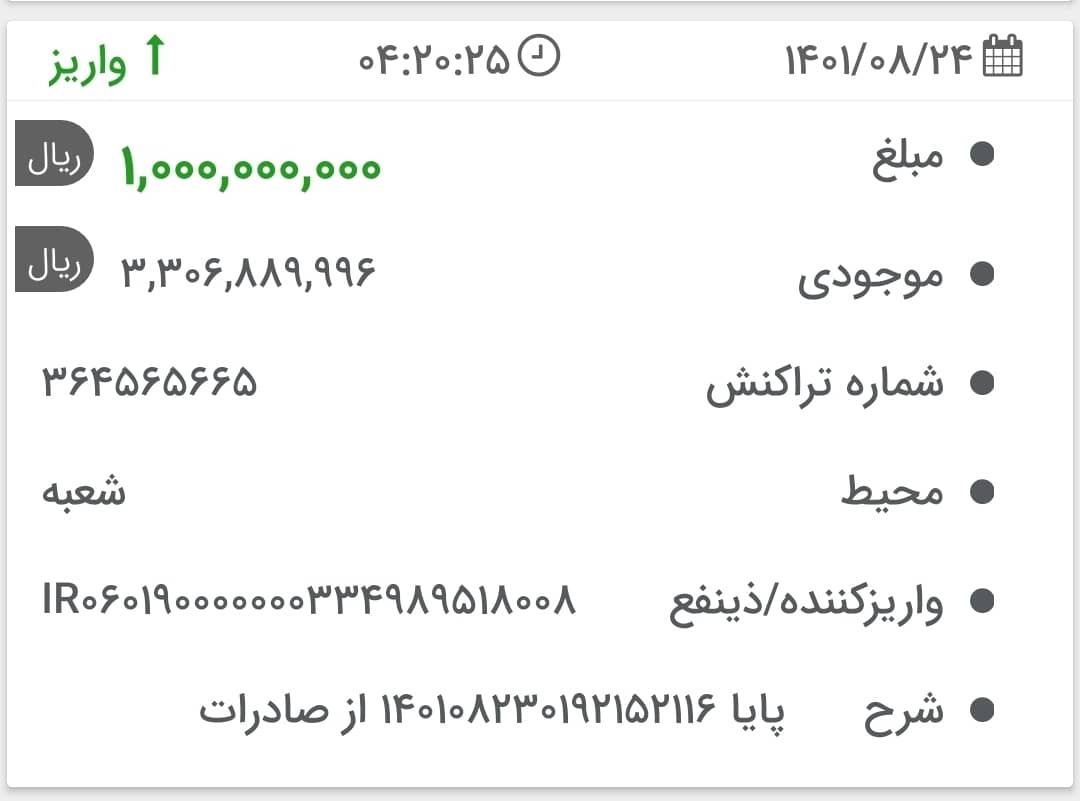 ۱۴۰۱/۰۸/۲۴ ۰۴:۲۰:۲۵ واریز
مبلغ ۱,۰۰۰,۰۰۰,۰۰۰ ریال
موجودی ۳,۳۰۶,۸۸۹,۹۹۶ ریال
شماره تراکنش ۳۶۴۵۶۵۶۶۵
محیط شعبه
واریزکننده/ذینفع IR۰۶۰۱۹۰۰۰۰۰۰۰۰۳۳۴۹۸۹۵۱۸۰۰۸
شرح پایا ۱۴۰۱۰۸۲۳۰۱۹۲۱۵۲۱۱۶ از صادرات